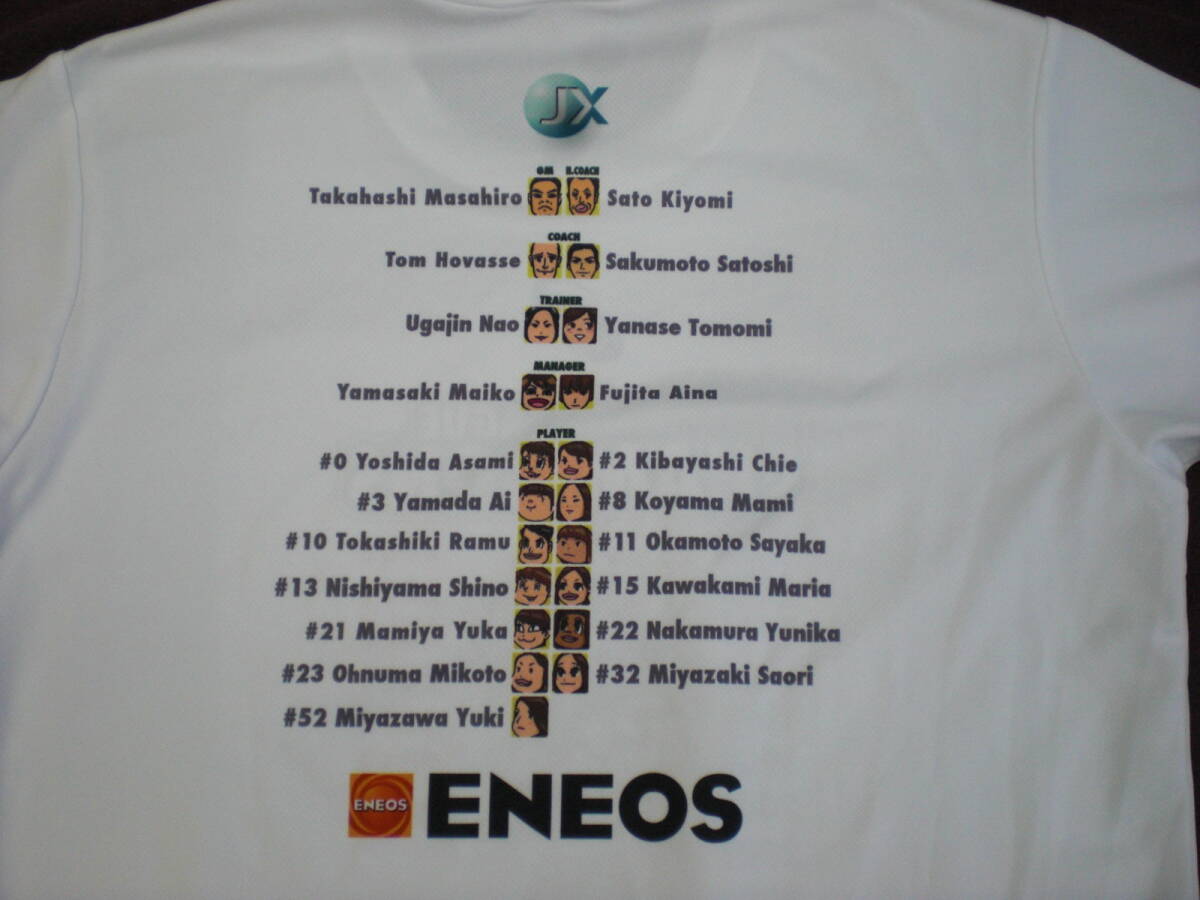 JX
GM H.COACH
Takahashi Masahiro Sato Kiyomi
COACH
Tom Hovasse Sakumoto Satoshi
TRAINER
Ugajin Nao Yanase Tomomi
MANAGER
Yamasaki Maiko Fujita Aina
PLAYER
#0 Yoshida Asami #2 Kibayashi Chie
#3 Yamada Ai #8 Koyama Mami
#10 Tokashiki Ramu #11 Okamoto Sayaka
#13 Nishiyama Shino #15 Kawakami Maria
#21 Mamiya Yuka #22 Nakamura Yunika
#23 Ohnuma Mikoto #32 Miyazaki Saori
#52 Miyazawa Yuki
ENEOS ENEOS